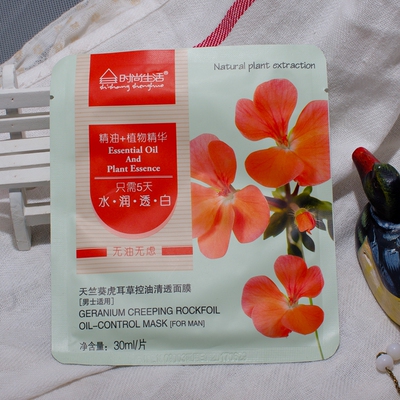 时尚生活®
shishang shenghuo
Natural plant extraction
精油+植物精华
Essential Oil
And
Plant Essence
只需5天
水·润·透·白
无油无虑
天竺葵虎耳草控油清透面膜
[男士适用]
GERANIUM CREEPING ROCKFOIL
OIL-CONTROL MASK [FOR MAN]
净含量: 30ml/片